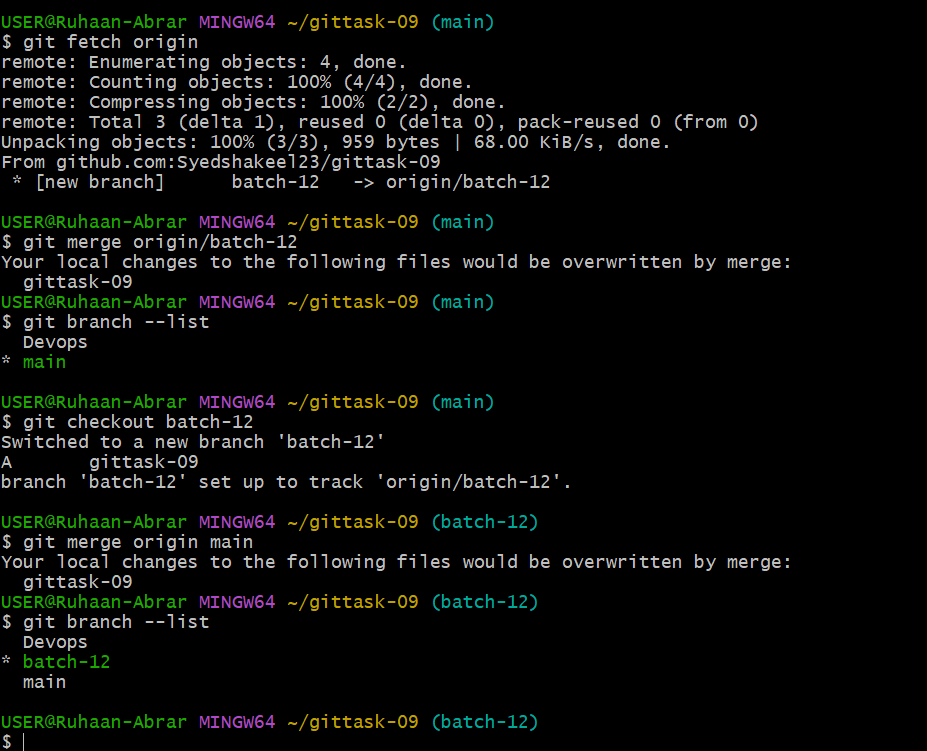 USER@Ruhaan-Abrar MINGW64 ~/gittask-09 (main)
$ git fetch origin
remote: Enumerating objects: 4, done.
remote: Counting objects: 100% (4/4), done.
remote: Compressing objects: 100% (2/2), done.
remote: Total 3 (delta 1), reused 0 (delta 0), pack-reused 0 (from 0)
Unpacking objects: 100% (3/3), 959 bytes | 68.00 KiB/s, done.
From github.com:Syedshakeel23/gittask-09
 * [new branch]      batch-12   -> origin/batch-12

USER@Ruhaan-Abrar MINGW64 ~/gittask-09 (main)
$ git merge origin/batch-12
Your local changes to the following files would be overwritten by merge:
  gittask-09
USER@Ruhaan-Abrar MINGW64 ~/gittask-09 (main)
$ git branch --list
  Devops
* main

USER@Ruhaan-Abrar MINGW64 ~/gittask-09 (main)
$ git checkout batch-12
Switched to a new branch 'batch-12'
A       gittask-09
branch 'batch-12' set up to track 'origin/batch-12'.

USER@Ruhaan-Abrar MINGW64 ~/gittask-09 (batch-12)
$ git merge origin main
Your local changes to the following files would be overwritten by merge:
  gittask-09
USER@Ruhaan-Abrar MINGW64 ~/gittask-09 (batch-12)
$ git branch --list
  Devops
* batch-12
  main

USER@Ruhaan-Abrar MINGW64 ~/gittask-09 (batch-12)
$